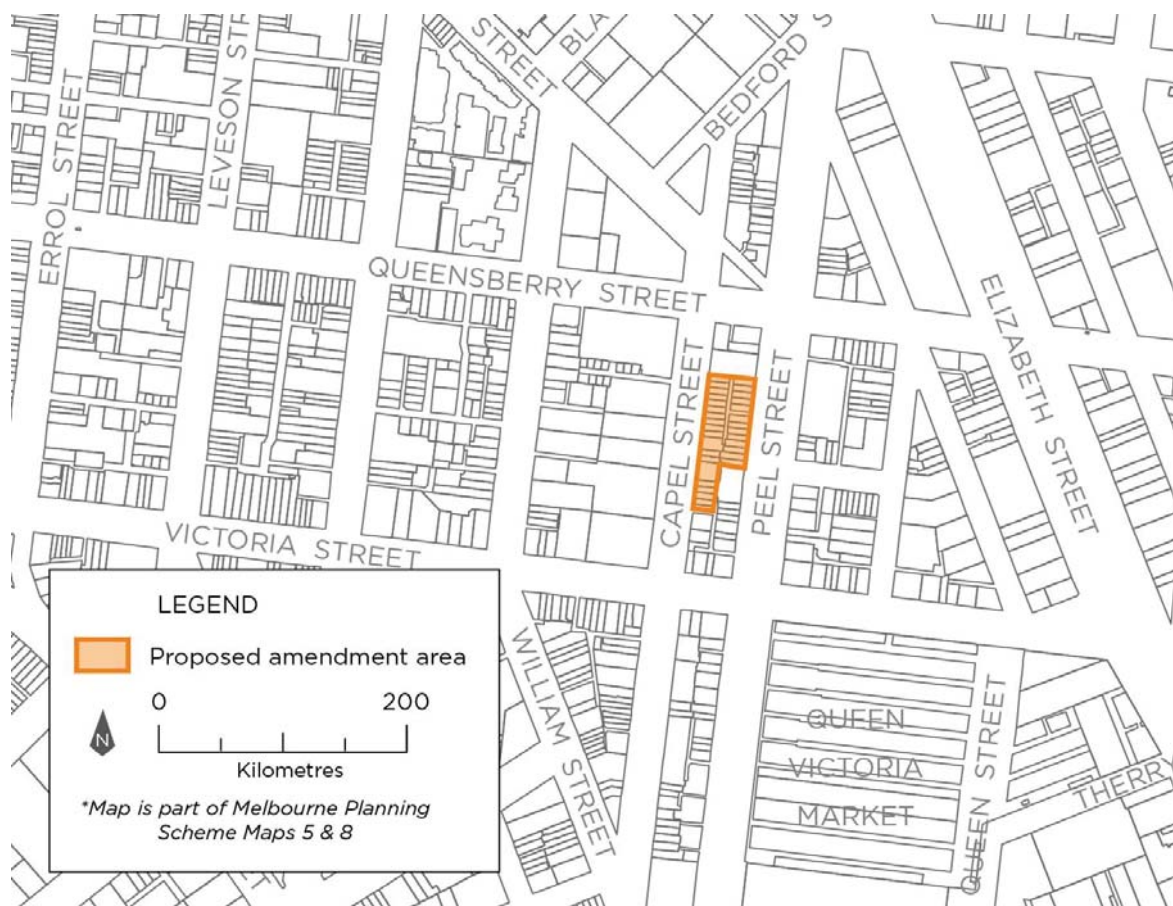 STREET
BLA
BEDFORD S
LEVESON STR
ERROL STREET
QUEENSBERRY STREET
ELIZABETH STREET
CAPEL STREET
PEEL STREET
VICTORIA STREET
WILLIAM STREET
QUEEN
VICTORIA
MARKET
QUEEN STREET
THERRY
LEGEND
Proposed amendment area
0 200
N
Kilometres
*Map is part of Melbourne Planning
Scheme Maps 5 & 8